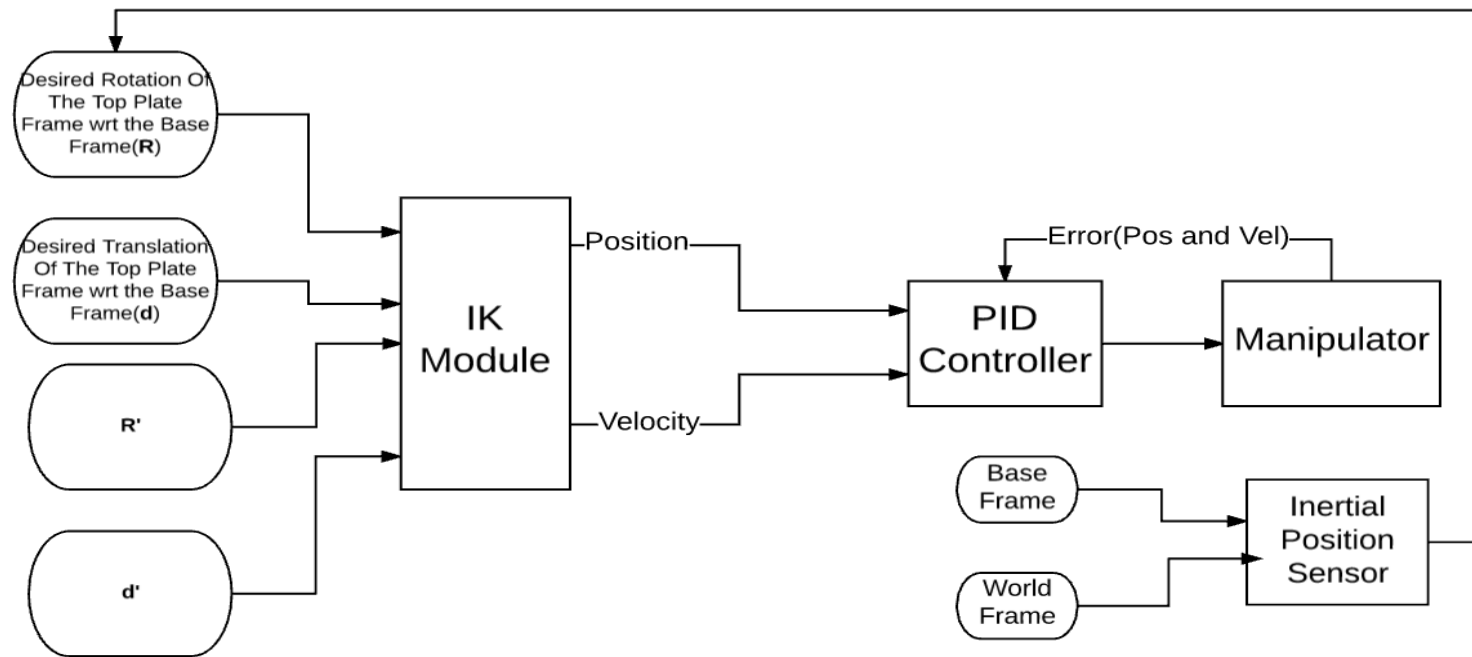 Desired Rotation Of
The Top Plate
Frame wrt the Base
Frame(R)
Desired Translation
Of The Top Plate
Frame wrt the Base
Frame(d)
R'
d'
IK
Module
Position
Velocity
Error(Pos and Vel)
PID
Controller
Manipulator
Base
Frame
World
Frame
Inertial
Position
Sensor